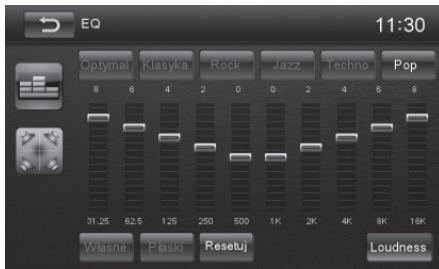 EQ 11:30
Optymal Klasyka Rock Jazz Techno Pop
8 6 4 2 0 0 2 4 6 8
31.25 62.5 125 250 500 1K 2K 4K 8K 16K
Własne Płaski Resetuj Loudness